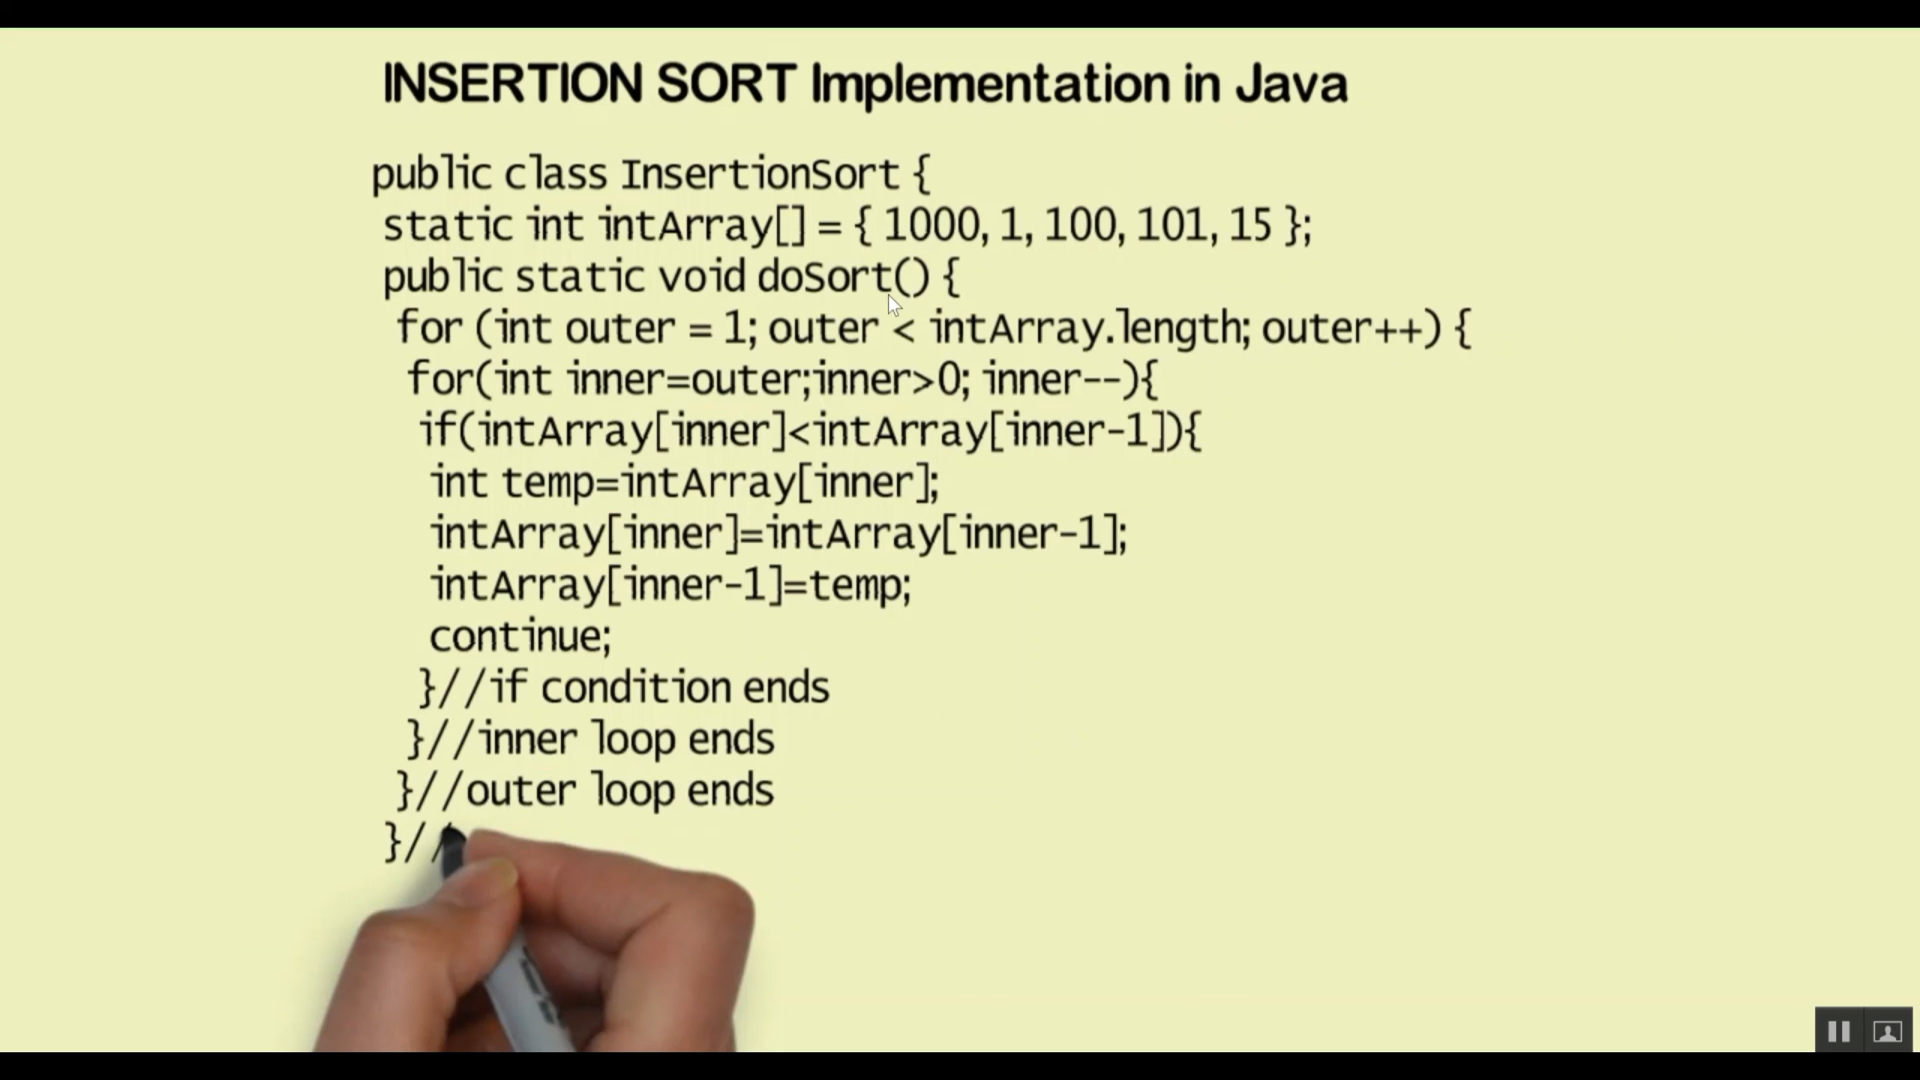 INSERTION SORT Implementation in Java
public class InsertionSort {
static int intArray[] = { 1000, 1, 100, 101, 15 };
public static void doSort() {
for (int outer = 1; outer < intArray.length; outer++) {
for(int inner=outer;inner>0; inner--){
if(intArray[inner]<intArray[inner-1]){
int temp=intArray[inner];
intArray[inner]=intArray[inner-1];
intArray[inner-1]=temp;
continue;
}//if condition ends
}//inner loop ends
}//outer loop ends
}//